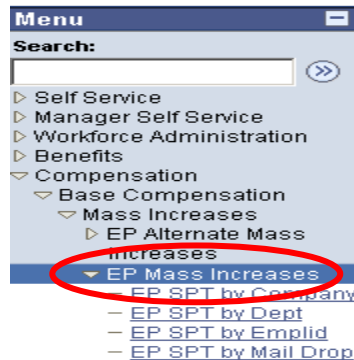 Menu
Search:
Self Service
Manager Self Service
Workforce Administration
Benefits
Compensation
Base Compensation
Mass Increases
EP Alternate Mass
Increases
EP Mass Increases
EP SPT by Company
EP SPT by Dept
EP SPT by Emplid
EP SPT by Mail Drop